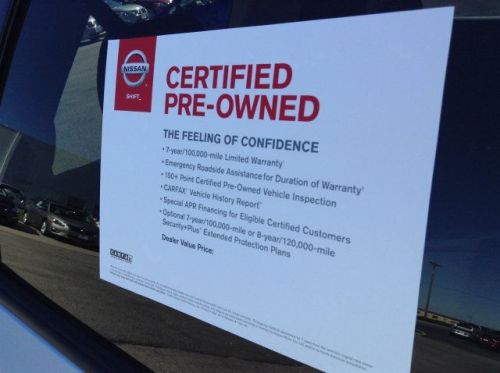 NISSAN
SHIFT_
CERTIFIED
PRE-OWNED
THE FEELING OF CONFIDENCE
• 7-year/100,000-mile Limited Warranty¹
• Emergency Roadside Assistance for Duration of Warranty¹
• 150+ Point Certified Pre-Owned Vehicle Inspection
• CARFAX® Vehicle History Report™
• Special APR Financing for Eligible Certified Customers
• Optional 7-year/100,000-mile or 8-year/120,000-mile
Security+Plus® Extended Protection Plans
Dealer Value Price: